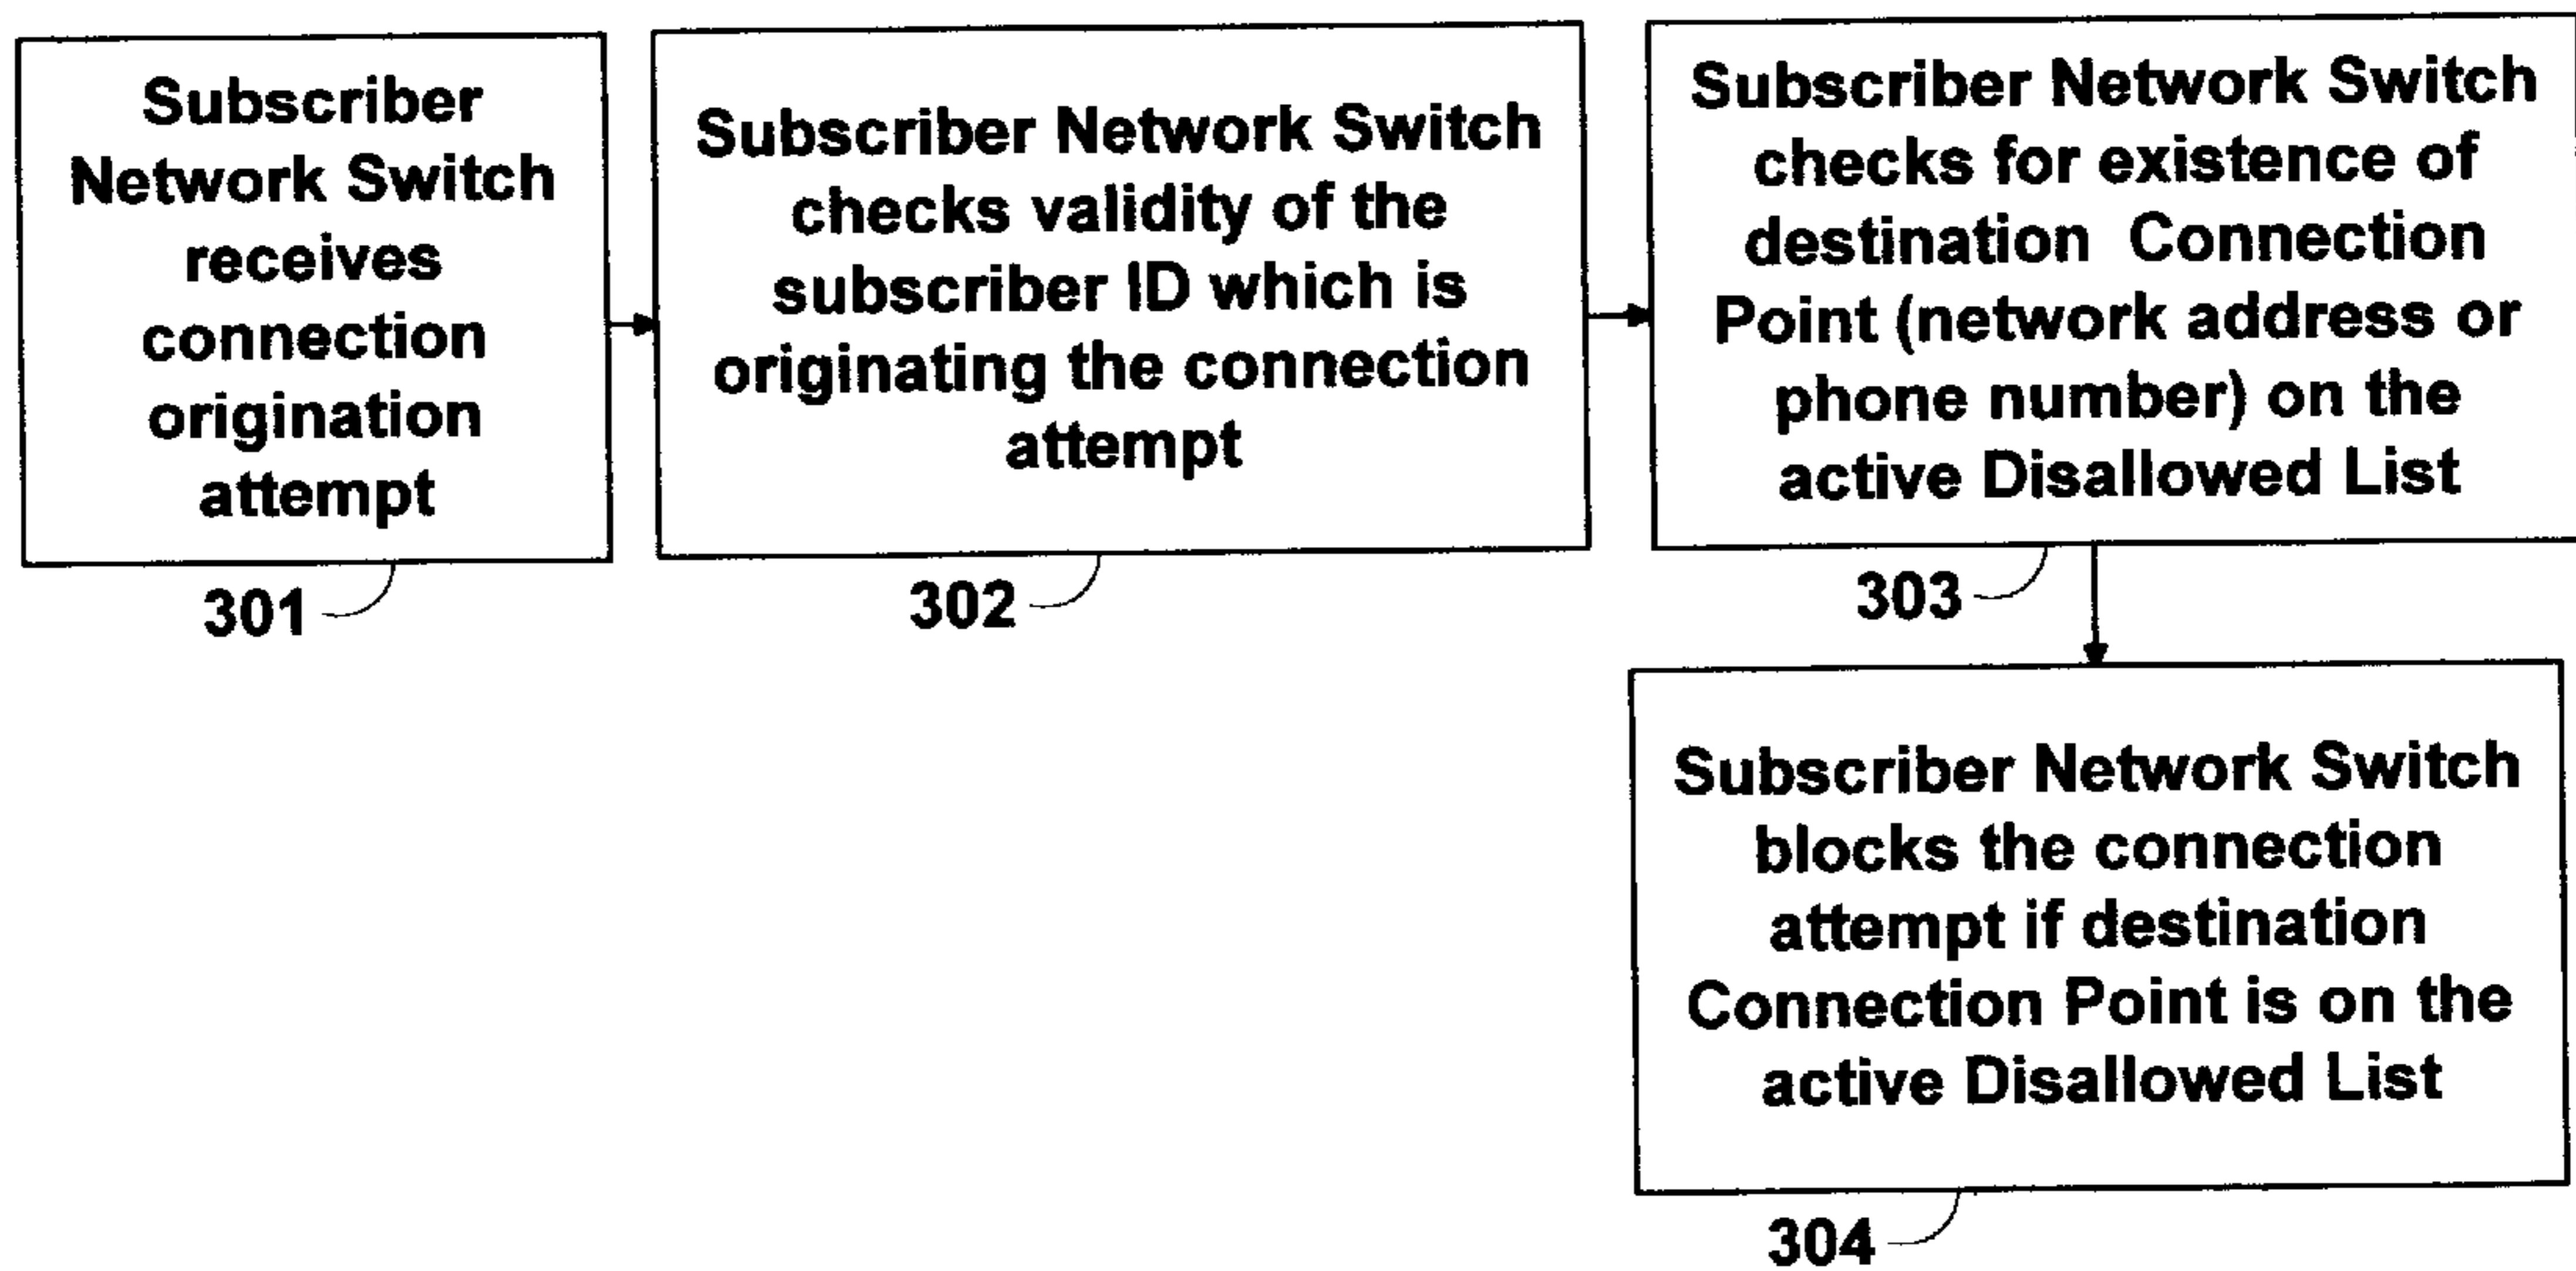 Subscriber
Network Switch
receives
connection
origination
attempt
301
Subscriber Network Switch
checks validity of the
subscriber ID which is
originating the connection
attempt
302
Subscriber Network Switch
checks for existence of
destination Connection
Point (network address or
phone number) on the
active Disallowed List
303
Subscriber Network Switch
blocks the connection
attempt if destination
Connection Point is on the
active Disallowed List
304